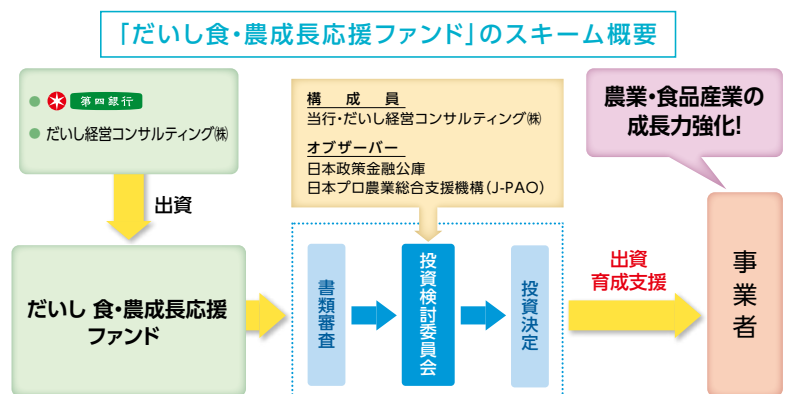 「だいし食・農成長応援ファンド」のスキーム概要
● 第四銀行
● だいし経営コンサルティング㈱
出資
だいし 食・農成長応援
ファンド
構成員
当行・だいし経営コンサルティング㈱
オブザーバー
日本政策金融公庫
日本プロ農業総合支援機構（J-PAO）
書類審査
投資検討委員会
投資決定
出資
育成支援
農業・食品産業の
成長力強化!
事業者